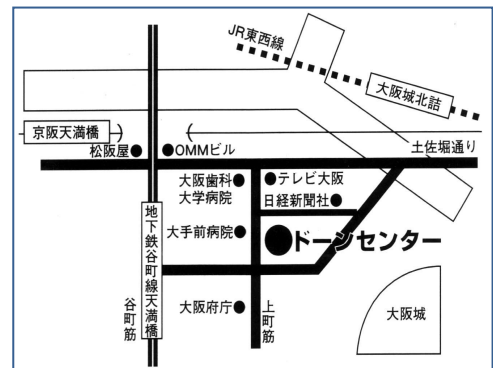 JR東西線
大阪城北詰
京阪天満橋
松阪屋
OMMビル
土佐堀通り
大阪歯科
大学病院
テレビ大阪
日経新聞社
大手前病院
ドーンセンター
地下鉄谷町線天満橋
大阪府庁
谷町筋
上町筋
大阪城